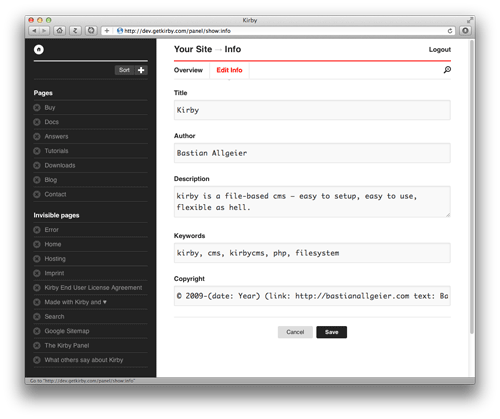 Kirby
http://dev.getkirby.com/panel/show:info
Your Site → Info
Logout
Sort
Overview
Edit Info
Pages
Buy
Docs
Answers
Tutorials
Downloads
Blog
Contact
Invisible pages
Error
Home
Hosting
Imprint
Kirby End User License Agreement
Made with Kirby and ♥
Search
Google Sitemap
The Kirby Panel
What others say about Kirby
Title
Kirby
Author
Bastian Allgeier
Description
kirby is a file-based cms – easy to setup, easy to use,
flexible as hell.
Keywords
kirby, cms, kirbycms, php, filesystem
Copyright
© 2009-(date: Year) (link: http://bastianallgeier.com text: Ba
Cancel
Save
Go to "http://dev.getkirby.com/panel/show:info"